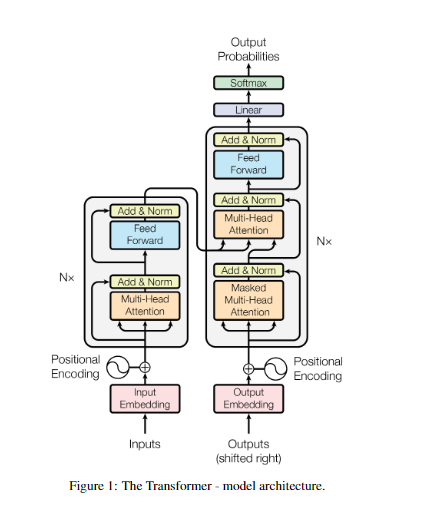 Output
Probabilities
Softmax
Linear
Add & Norm
Feed
Forward
Add & Norm
Multi-Head
Attention
Add & Norm
Masked
Multi-Head
Attention
Nx
Positional
Encoding
Output
Embedding
Outputs
(shifted right)
Add & Norm
Feed
Forward
Add & Norm
Multi-Head
Attention
Nx
Positional
Encoding
Input
Embedding
Inputs
Figure 1: The Transformer - model architecture.